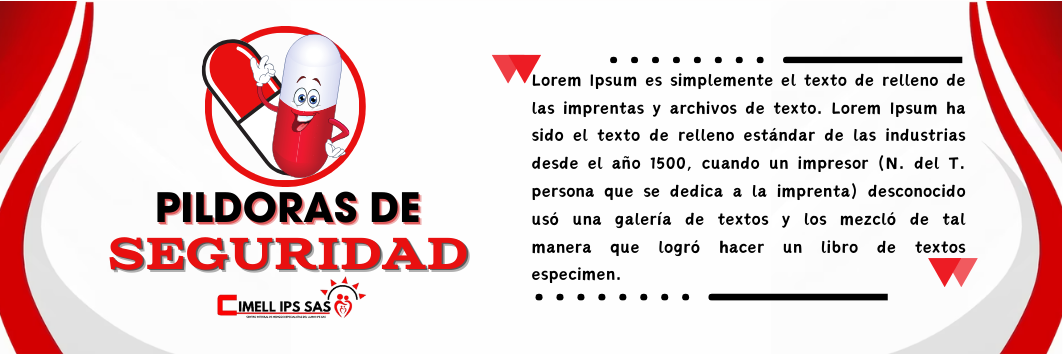 PILDORAS DE
SEGURIDAD
CIMELL IPS SAS
Lorem Ipsum es simplemente el texto de relleno de
las imprentas y archivos de texto. Lorem Ipsum ha
sido el texto de relleno estándar de las industrias
desde el año 1500, cuando un impresor (N. del T.
persona que se dedica a la imprenta) desconocido
usó una galería de textos y los mezcló de tal
manera que logró hacer un libro de textos
especimen.